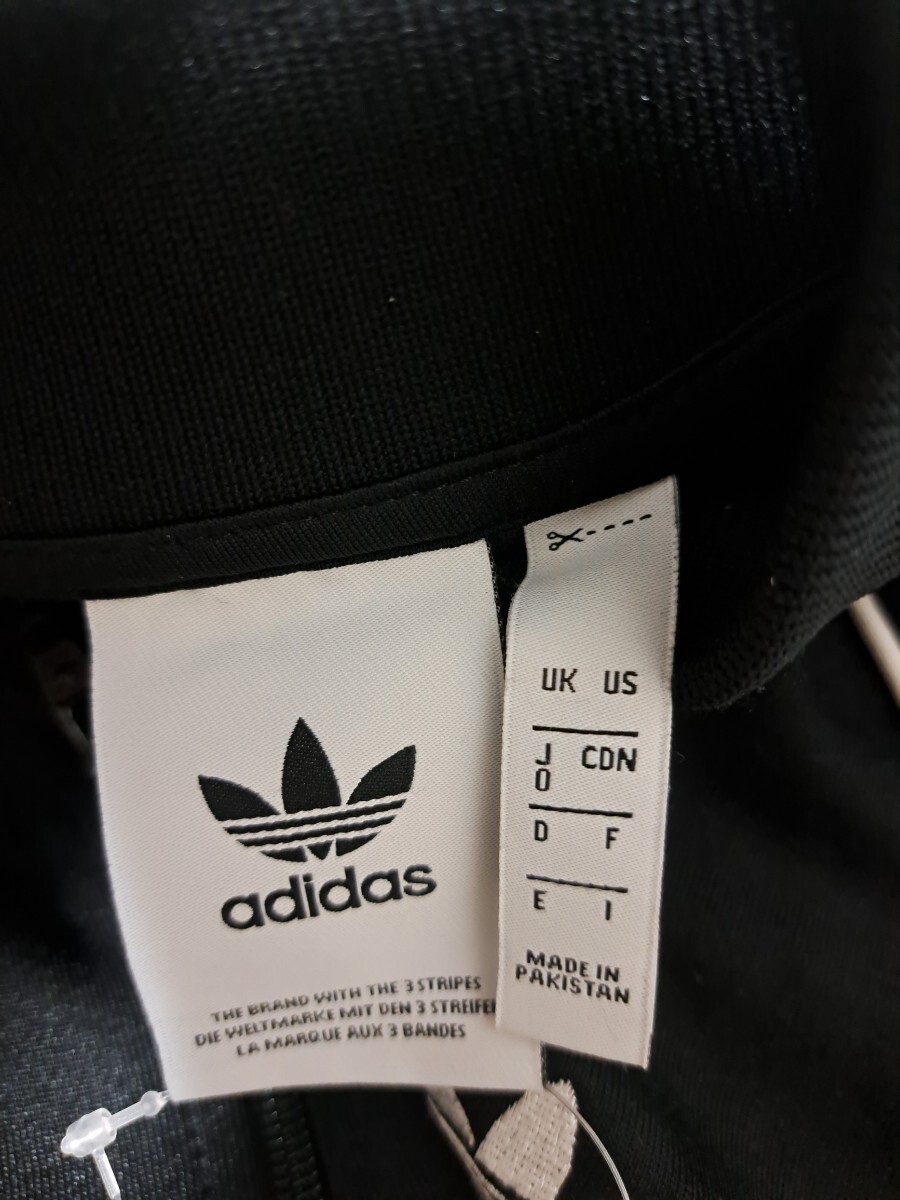 adidas
THE BRAND WITH THE 3 STRIPES
DIE WELTMARKE MIT DEN 3 STREIFEN
LA MARQUE AUX 3 BANDES
UK US
J CDN
O
D F
E I
MADE IN
PAKISTAN